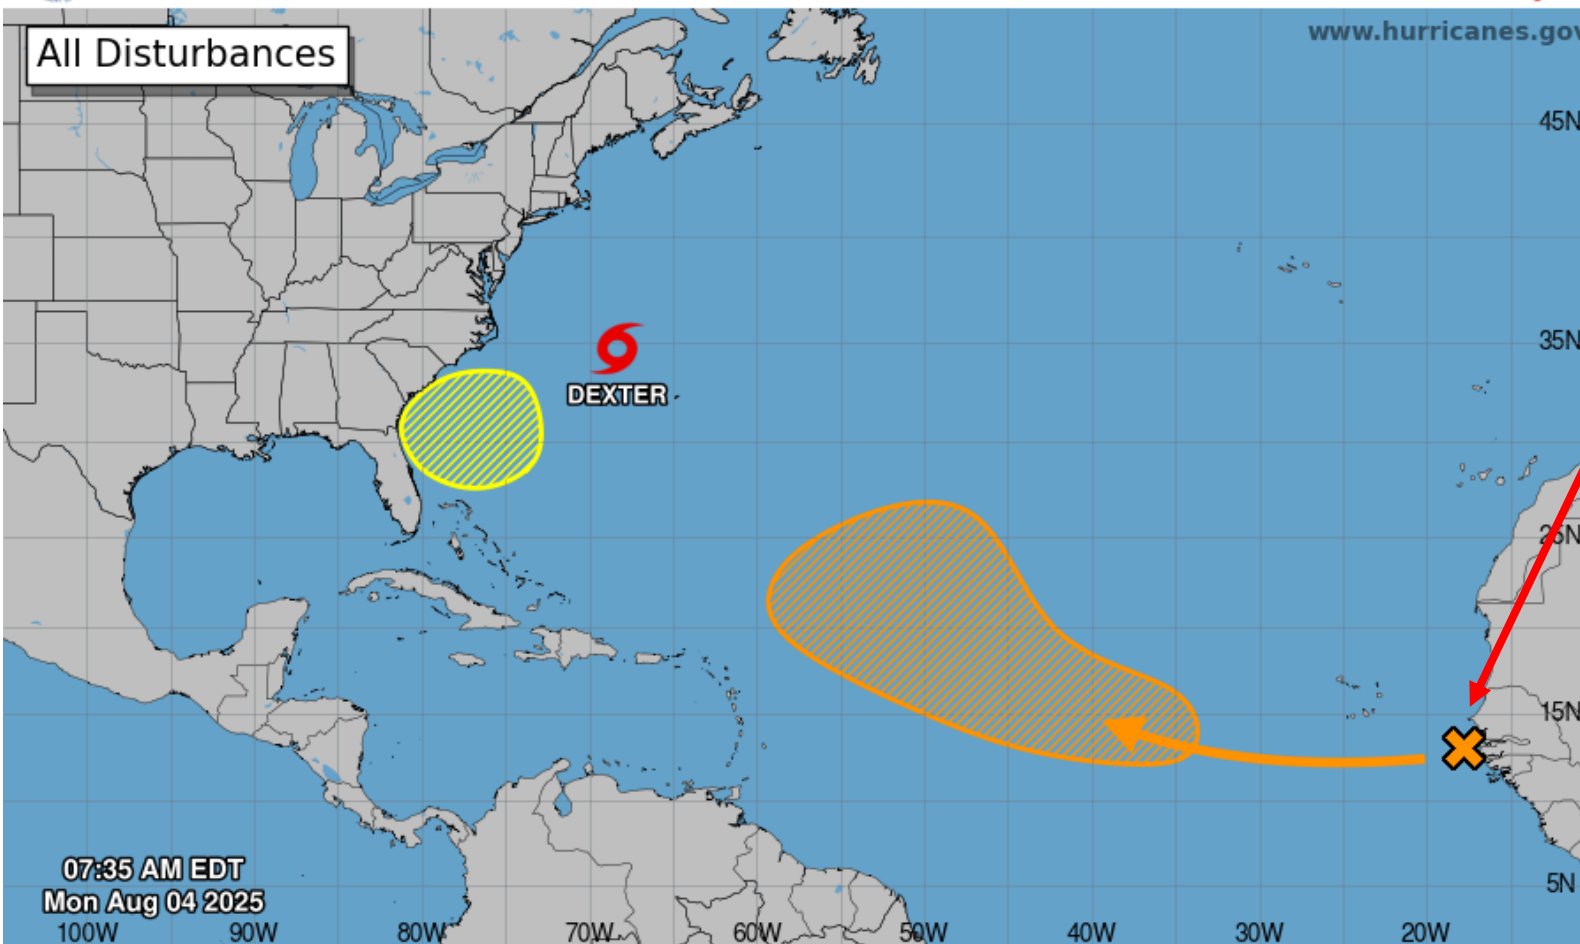 www.hurricanes.gov
All Disturbances
45N
35N
DEXTER
25N
15N
07:35 AM EDT
Mon Aug 04 2025
5N
100W 90W 80W 70W 60W 50W 40W 30W 20W